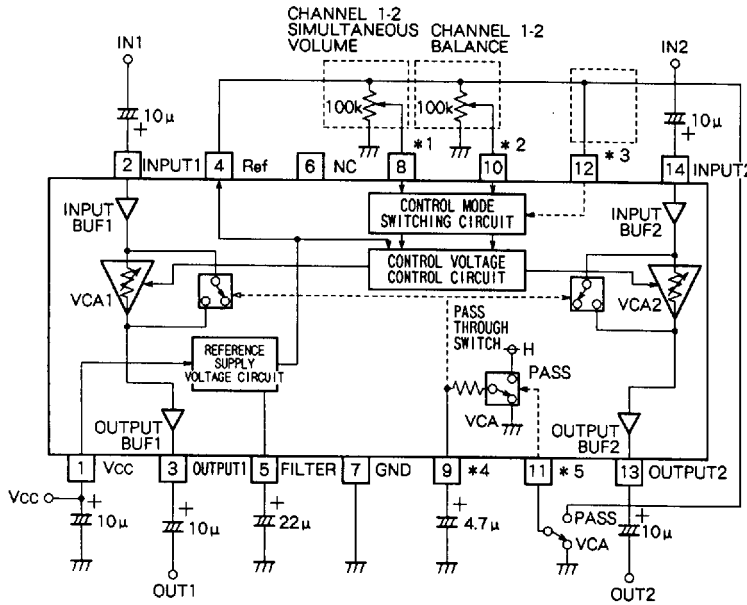 CHANNEL 1-2
SIMULTANEOUS
VOLUME
CHANNEL 1-2
BALANCE
IN1
IN2
10μ
+
100k
100k
10μ
+
*1
*2
*3
2
INPUT1
4
Ref
6
NC
8
10
12
14
INPUT2
INPUT
BUF1
CONTROL MODE
SWITCHING CIRCUIT
INPUT
BUF2
CONTROL VOLTAGE
CONTROL CIRCUIT
VCA1
VCA2
PASS
THROUGH
SWITCH
H
REFERENCE
SUPPLY
VOLTAGE CIRCUIT
PASS
VCA
OUTPUT
BUF1
OUTPUT
BUF2
1
Vcc
3
OUTPUT1
5
FILTER
7
GND
9
*4
11
*5
13
OUTPUT2
Vcc
+
10μ
+
10μ
+
22μ
+
4.7μ
PASS
VCA
+
10μ
OUT1
OUT2